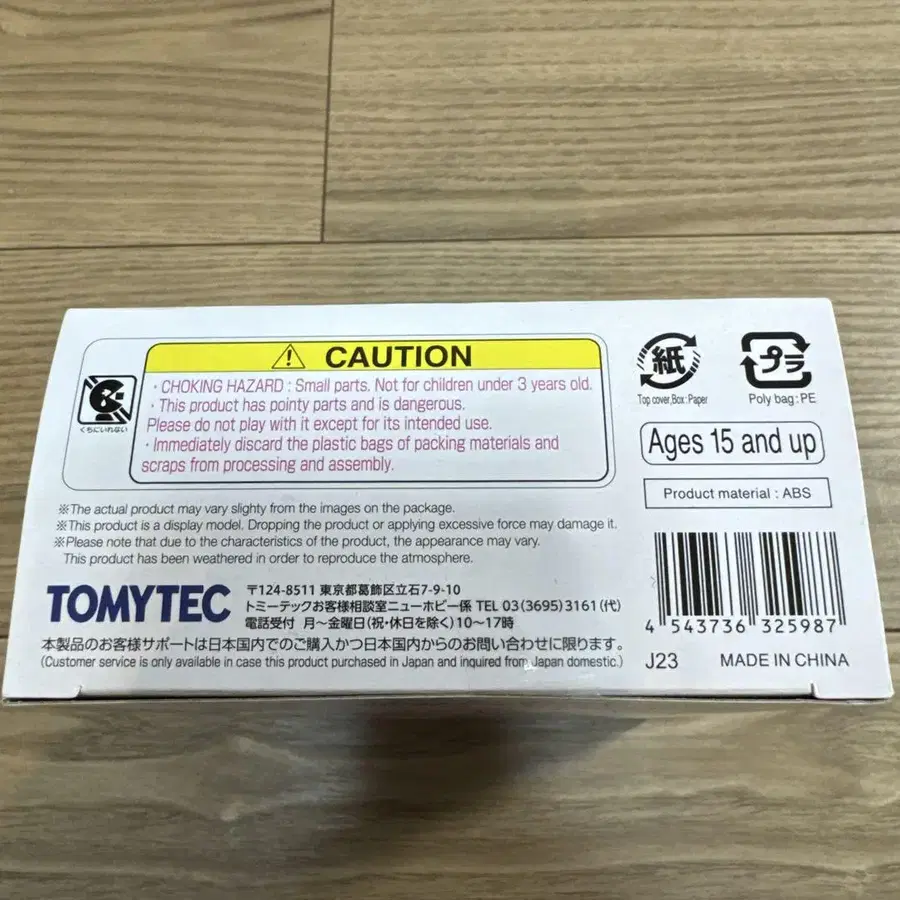 CAUTION
・CHOKING HAZARD : Small parts. Not for children under 3 years old.
・This product has pointy parts and is dangerous.
Please do not play with it except for its intended use.
・Immediately discard the plastic bags of packing materials and
scraps from processing and assembly.
くちにいれない
紙
Top cover,Box : Paper
プラ
Poly bag : PE
Ages 15 and up
Product material : ABS
※The actual product may vary slighty from the images on the package.
※This product is a display model. Dropping the product or applying excessive force may damage it.
※Please note that due to the characteristics of the product, the appearance may vary.
This product has been weathered in order to reproduce the atmosphere.
TOMYTEC
〒124-8511 東京都葛飾区立石7-9-10
トミーテックお客様相談室ニューホビー係 TEL 03(3695)3161(代)
電話受付 月〜金曜日(祝・休日を除く)10〜17時
本製品のお客様サポートは日本国内でのご購入かつ日本国内からのお問い合わせに限ります。
(Customer service is only available in case this product purchased in Japan and inquired from Japan domestic.)
4 543736 325987
J23 MADE IN CHINA